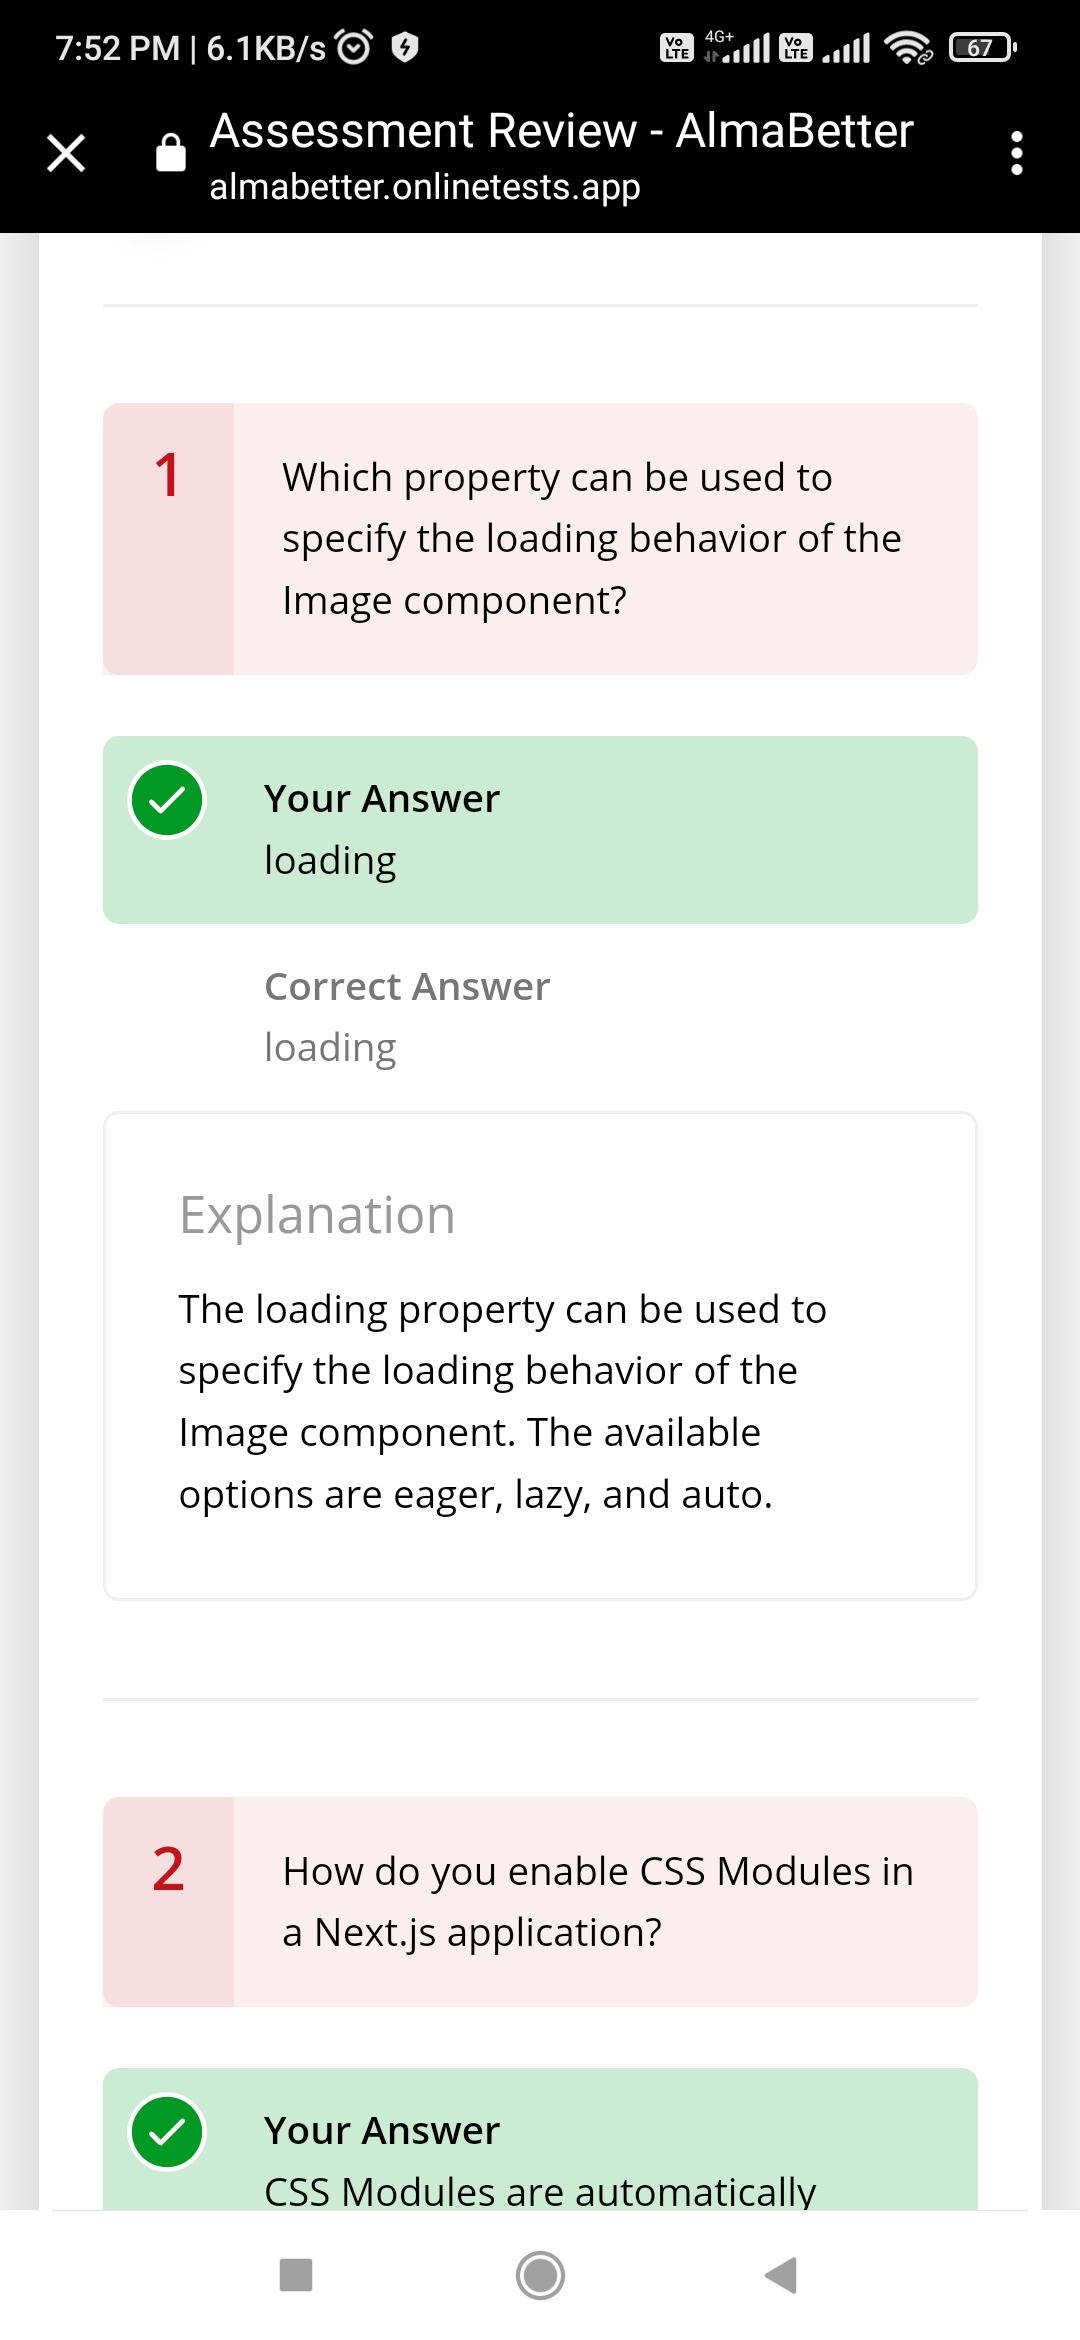 7:52 PM | 6.1KB/s
Vo LTE 4G+ Vo LTE 67
Assessment Review - AlmaBetter
almabetter.onlinetests.app
1
Which property can be used to
specify the loading behavior of the
Image component?
Your Answer
loading
Correct Answer
loading
Explanation
The loading property can be used to
specify the loading behavior of the
Image component. The available
options are eager, lazy, and auto.
2
How do you enable CSS Modules in
a Next.js application?
Your Answer
CSS Modules are automatically